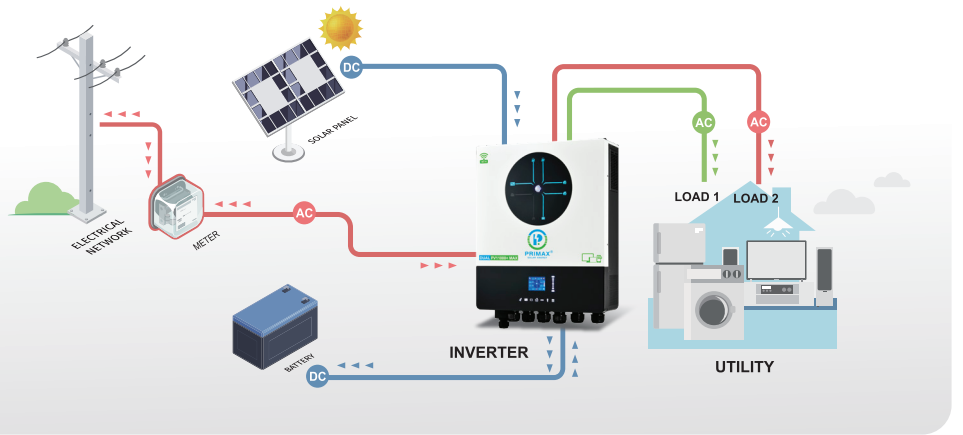 DC
SOLAR PANEL
AC
AC
LOAD 1
LOAD 2
ELECTRICAL
NETWORK
METER
AC
PRIMAX
INVERTER
BATTERY
DC
UTILITY